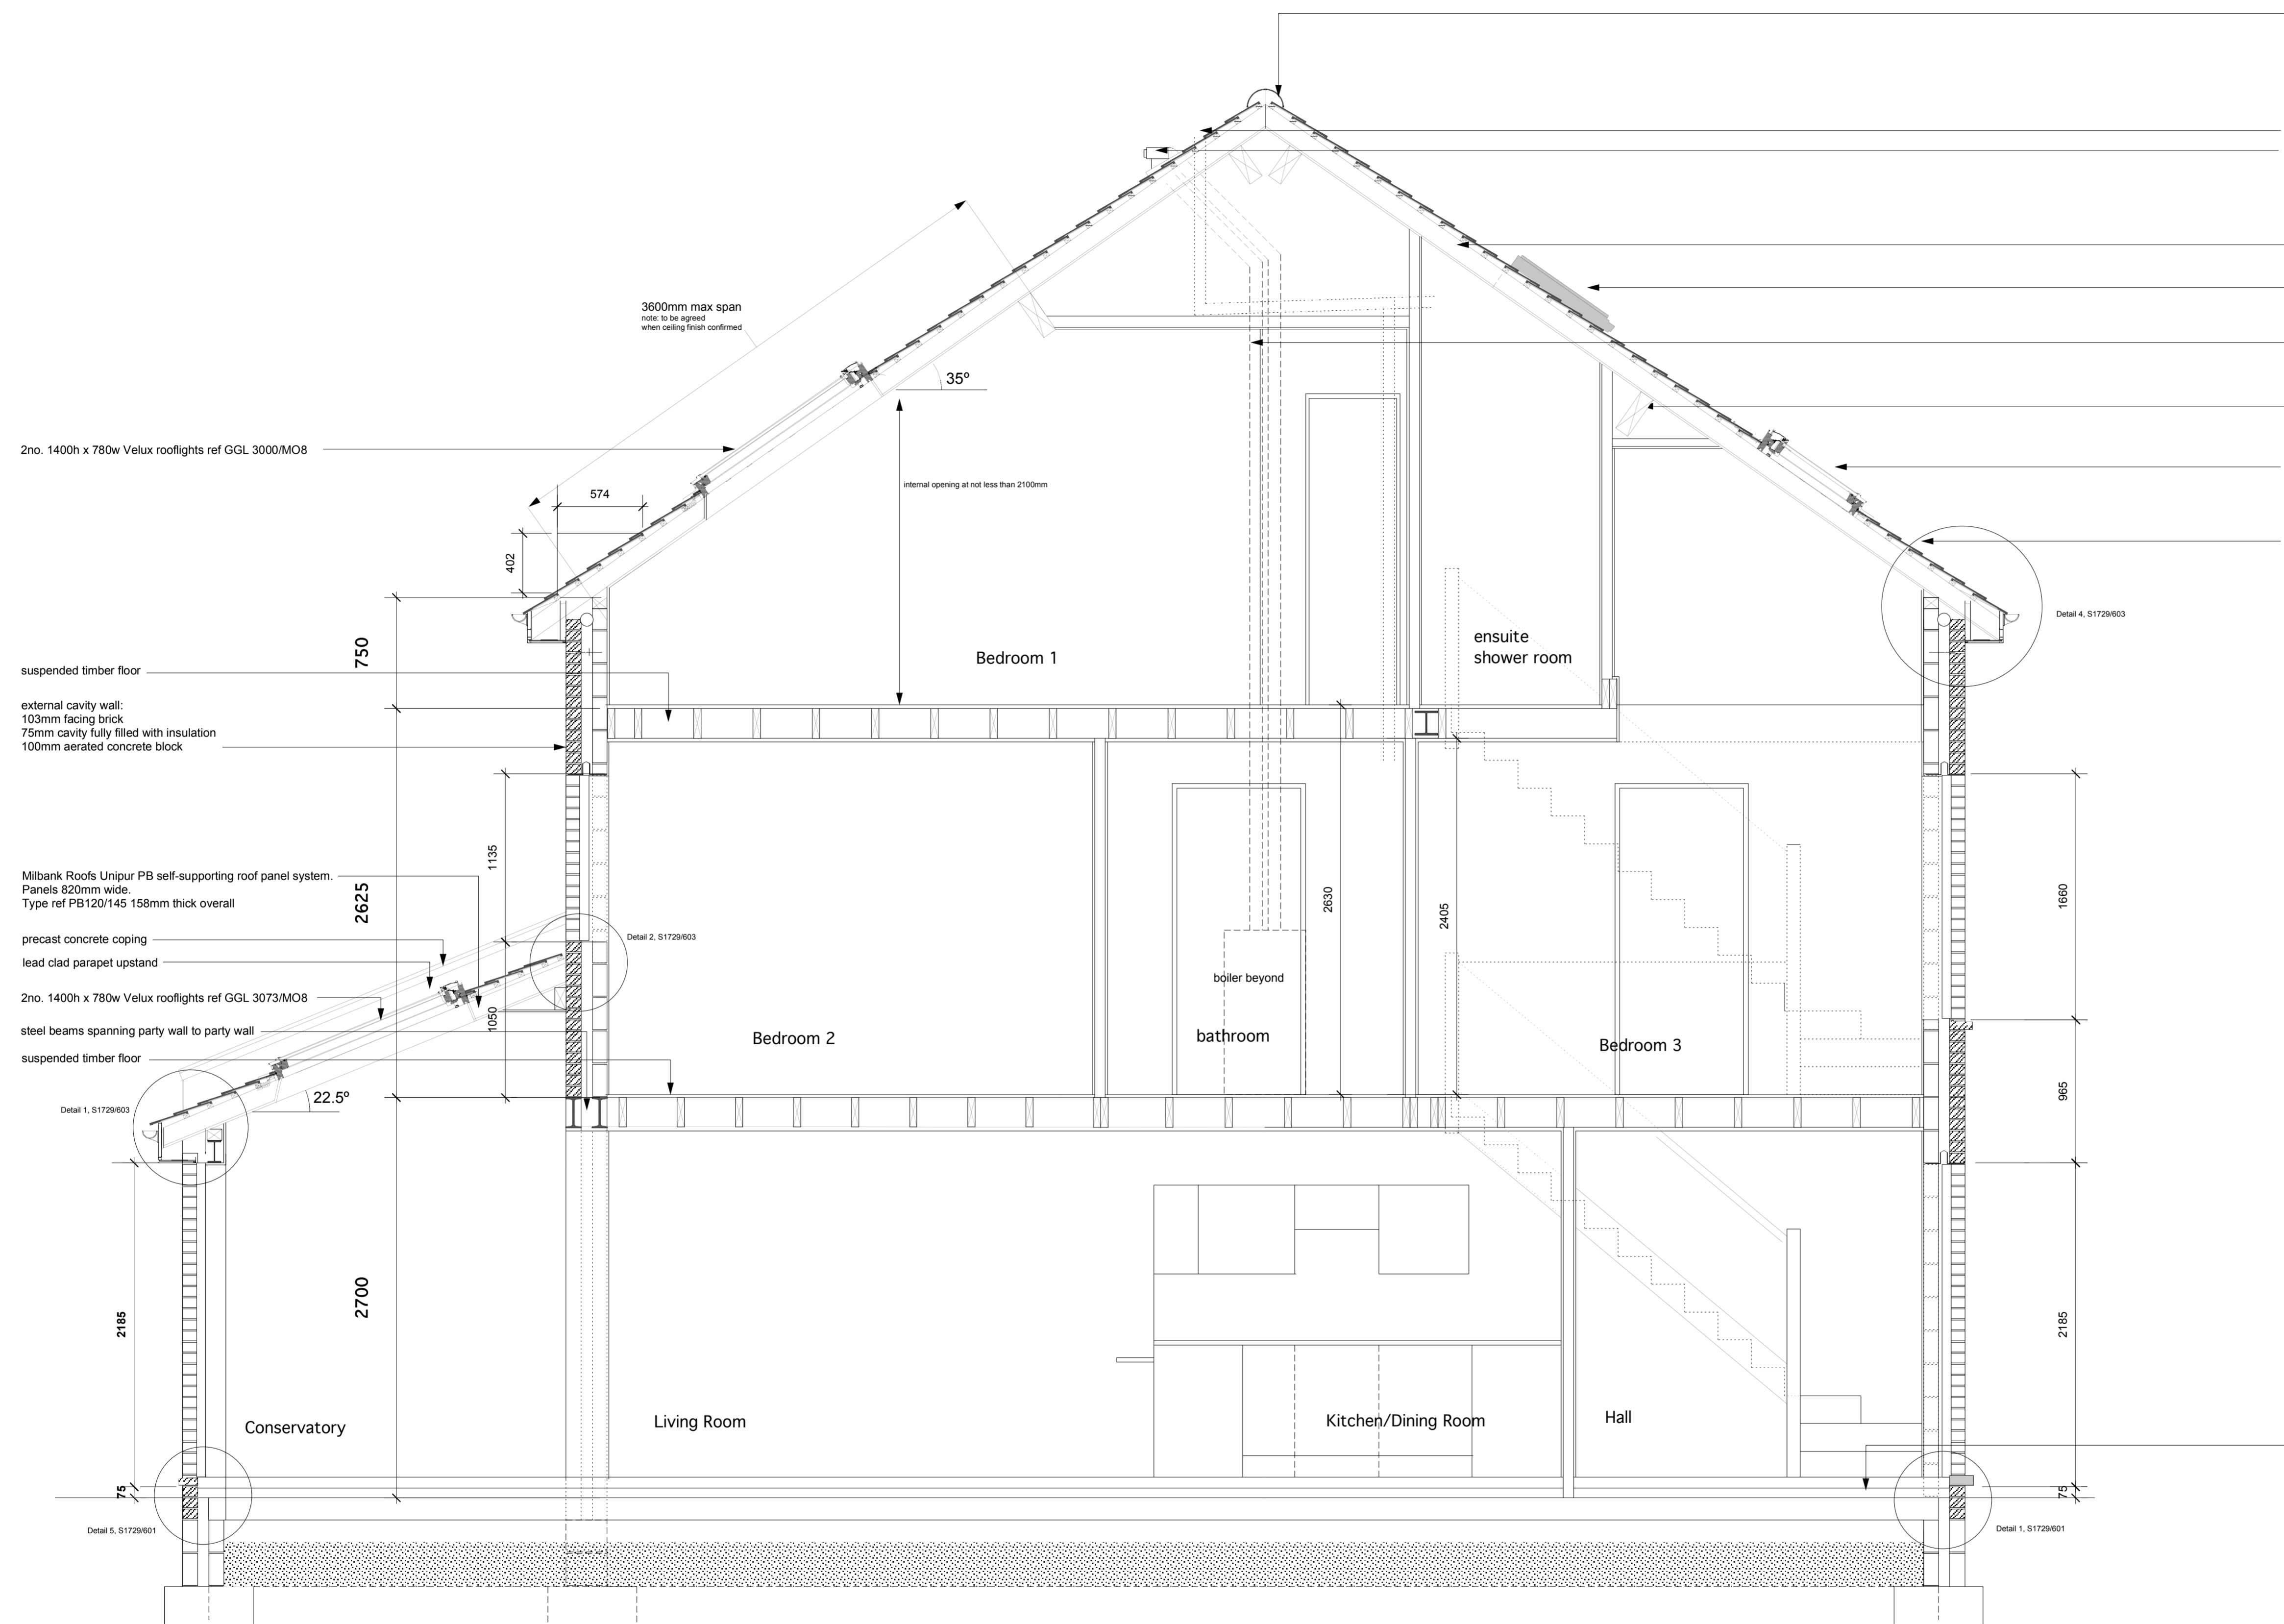 3600mm max span
note: to be agreed
when ceiling finish confirmed
35º
2no. 1400h x 780w Velux rooflights ref GGL 3000/MO8
574
internal opening at not less than 2100mm
402
Detail 4, S1729/603
750
ensuite
shower room
Bedroom 1
suspended timber floor
external cavity wall:
103mm facing brick
75mm cavity fully filled with insulation
100mm aerated concrete block
1135
Milbank Roofs Unipur PB self-supporting roof panel system.
Panels 820mm wide.
Type ref PB120/145 158mm thick overall
2625
2630
2405
1660
precast concrete coping
Detail 2, S1729/603
lead clad parapet upstand
boiler beyond
2no. 1400h x 780w Velux rooflights ref GGL 3073/MO8
1050
steel beams spanning party wall to party wall
Bedroom 2
bathroom
Bedroom 3
suspended timber floor
965
22.5º
Detail 1, S1729/603
2700
2185
2185
Conservatory
Living Room
Kitchen/Dining Room
Hall
75
75
Detail 5, S1729/601
Detail 1, S1729/601